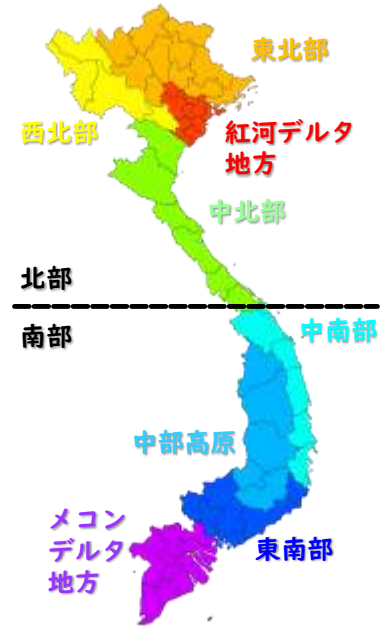 東北部
西北部
紅河デルタ
地方
中北部
北部
南部
中南部
中部高原
メコン
デルタ
地方
東南部